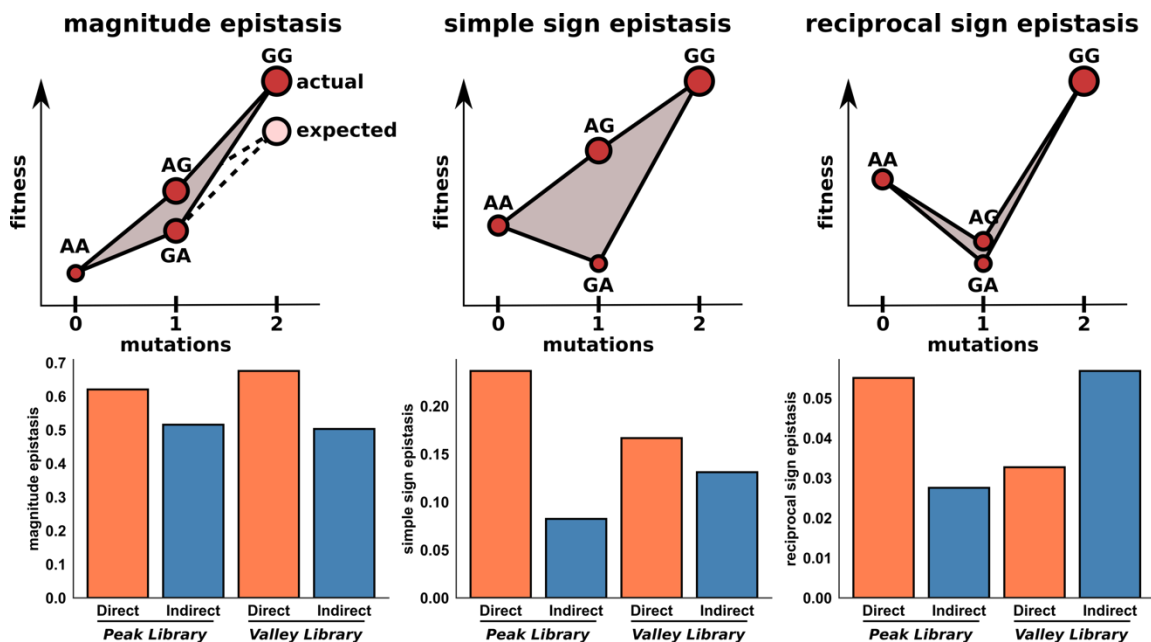 magnitude epistasis
GG
actual
expected
AG
AA
GA
fitness
0 1 2
mutations
simple sign epistasis
GG
AG
AA
GA
fitness
0 1 2
mutations
reciprocal sign epistasis
GG
AA
AG
GA
fitness
0 1 2
mutations
0.7
0.6
0.5
0.4
0.3
0.2
0.1
0.0
magnitude epistasis
Direct Indirect Direct Indirect
Peak Library Valley Library
0.20
0.15
0.10
0.05
0.00
simple sign epistasis
Direct Indirect Direct Indirect
Peak Library Valley Library
0.05
0.04
0.03
0.02
0.01
0.00
reciprocal sign epistasis
Direct Indirect Direct Indirect
Peak Library Valley Library